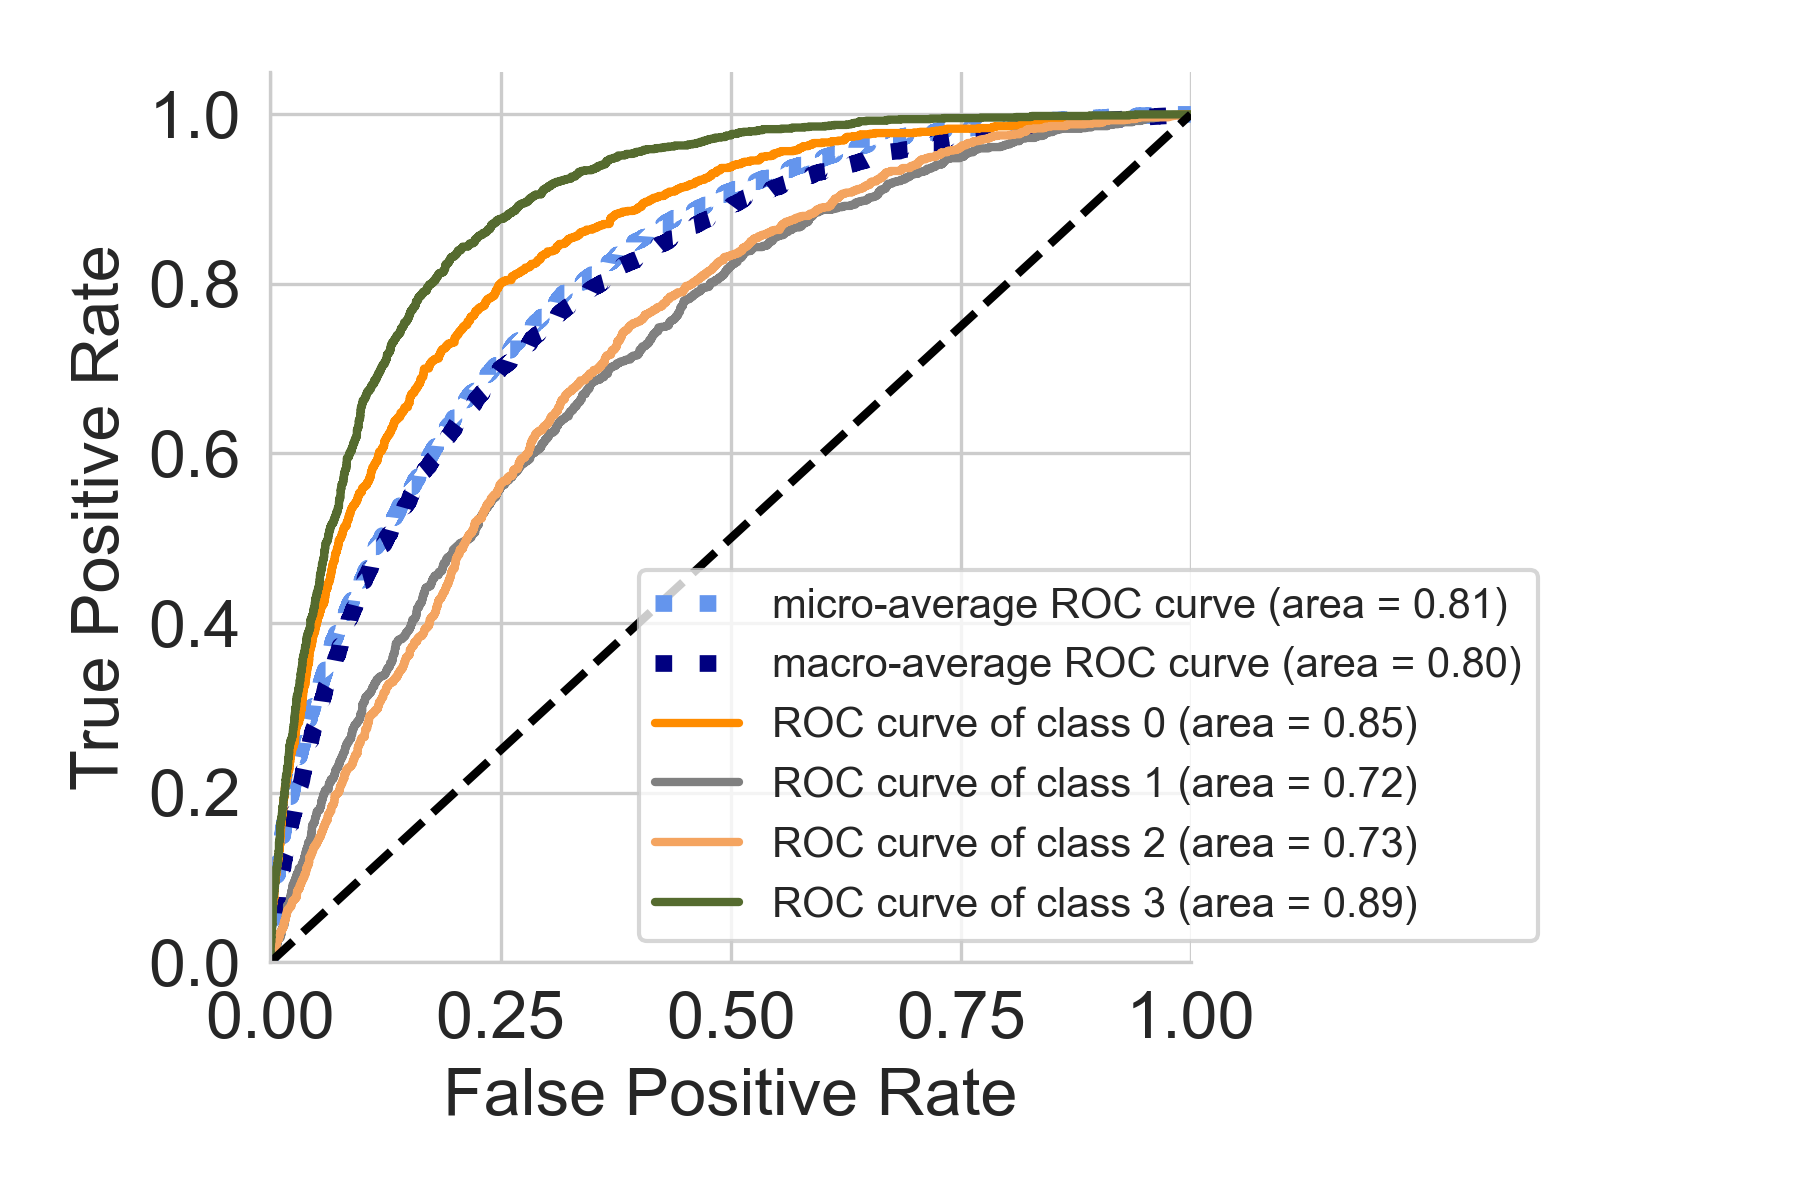 True Positive Rate
1.0
0.8
0.6
0.4
0.2
0.0
0.00 0.25 0.50 0.75 1.00
False Positive Rate
micro-average ROC curve (area = 0.81)
macro-average ROC curve (area = 0.80)
ROC curve of class 0 (area = 0.85)
ROC curve of class 1 (area = 0.72)
ROC curve of class 2 (area = 0.73)
ROC curve of class 3 (area = 0.89)